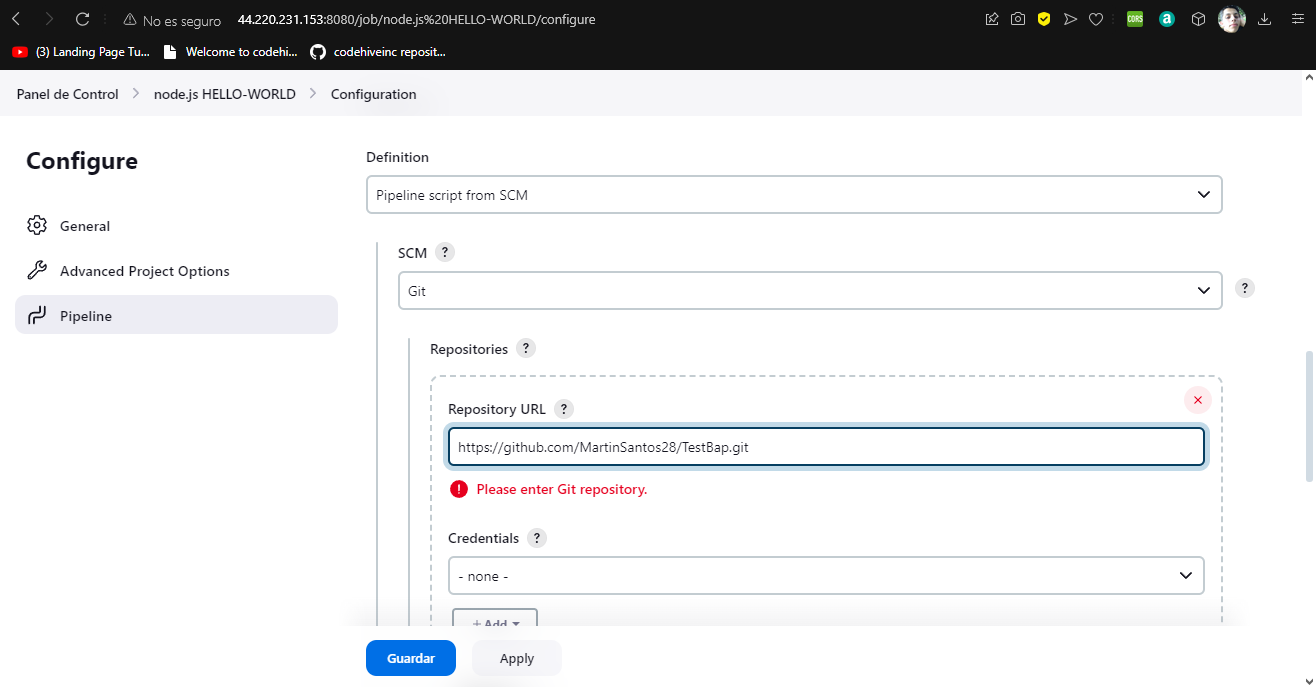 No es seguro 44.220.231.153:8080/job/node.js%20HELLO-WORLD/configure
CORS a
(3) Landing Page Tu... Welcome to codehi... codehiveinc reposit...
Panel de Control > node.js HELLO-WORLD > Configuration
Configure
General
Advanced Project Options
Pipeline
Definition
Pipeline script from SCM
SCM ?
Git
?
Repositories ?
Repository URL ?
https://github.com/MartinSantos28/TestBap.git
Please enter Git repository.
Credentials ?
- none -
+ Add
Guardar Apply